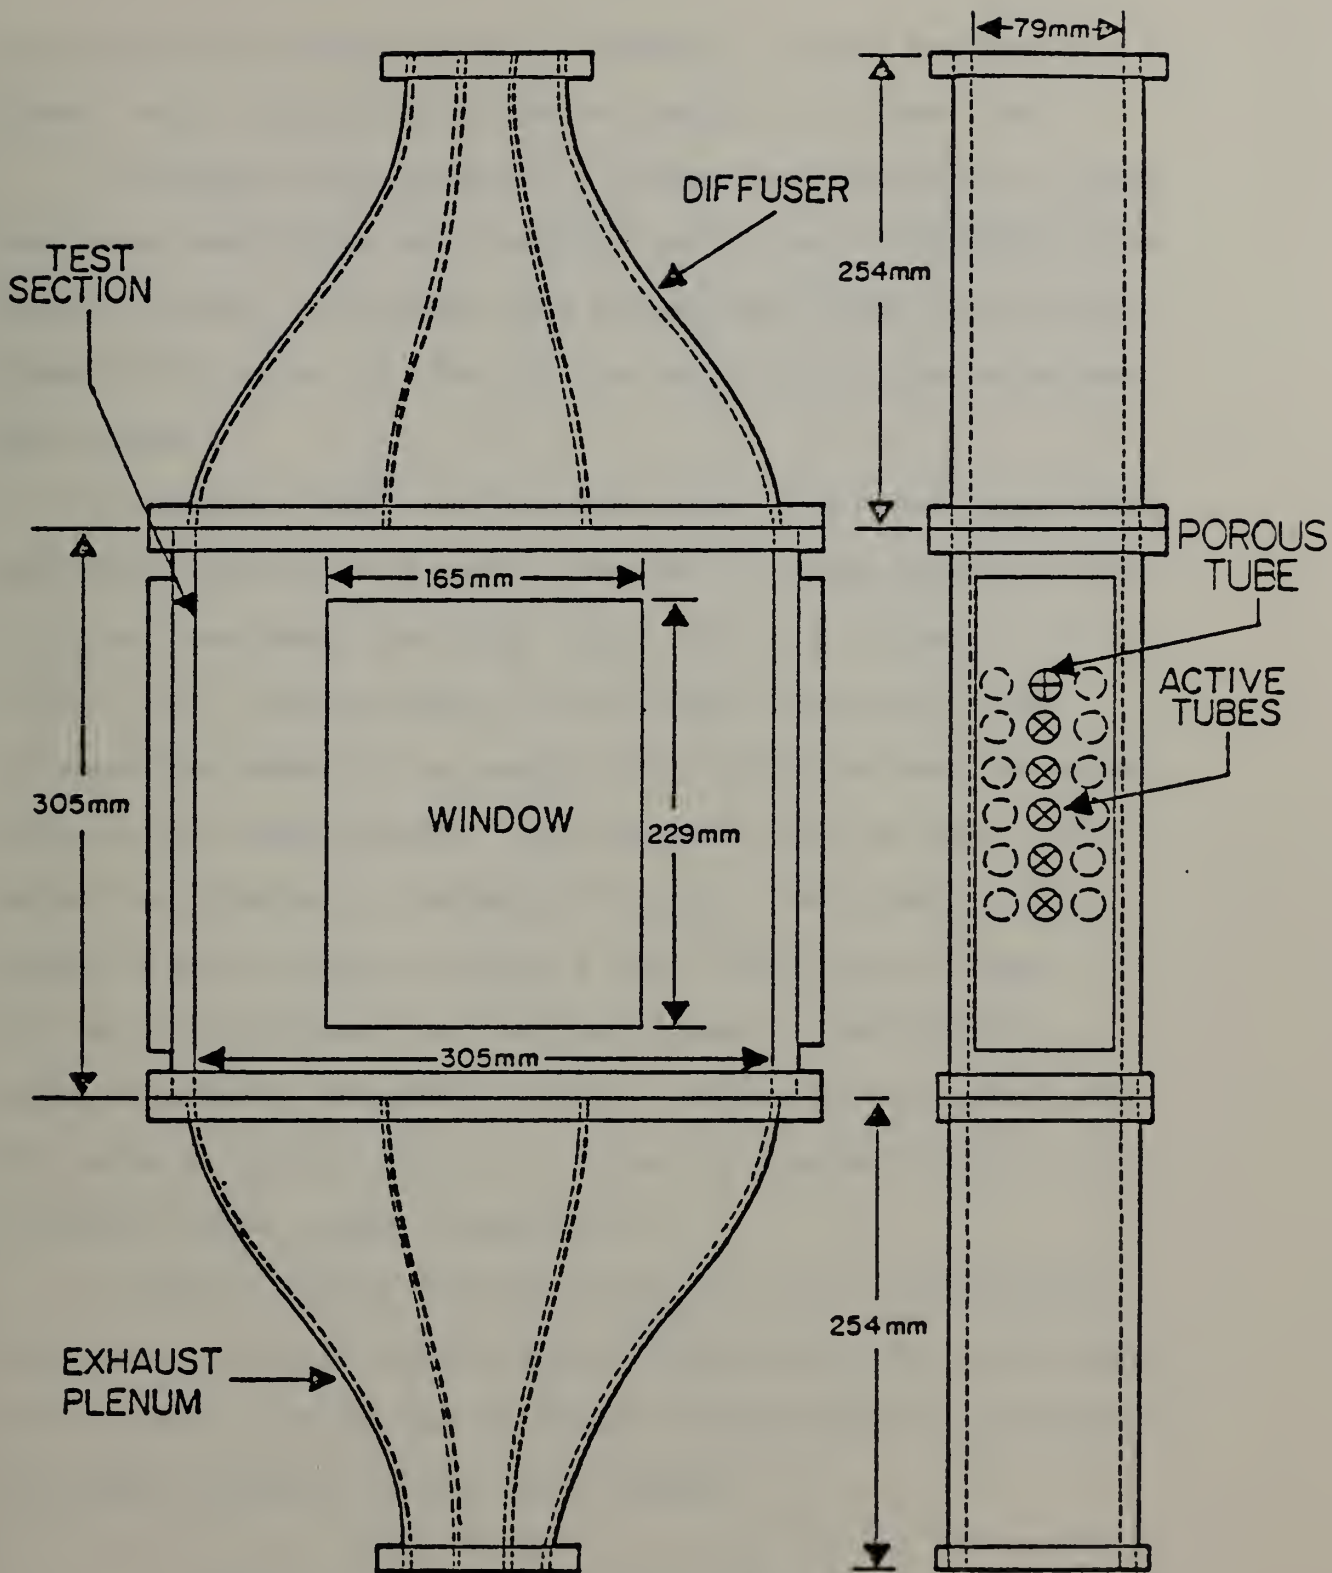 79mm
DIFFUSER
TEST
SECTION
254mm
POROUS
TUBE
165mm
ACTIVE
TUBES
305mm
WINDOW
229mm
305mm
254mm
EXHAUST
PLENUM